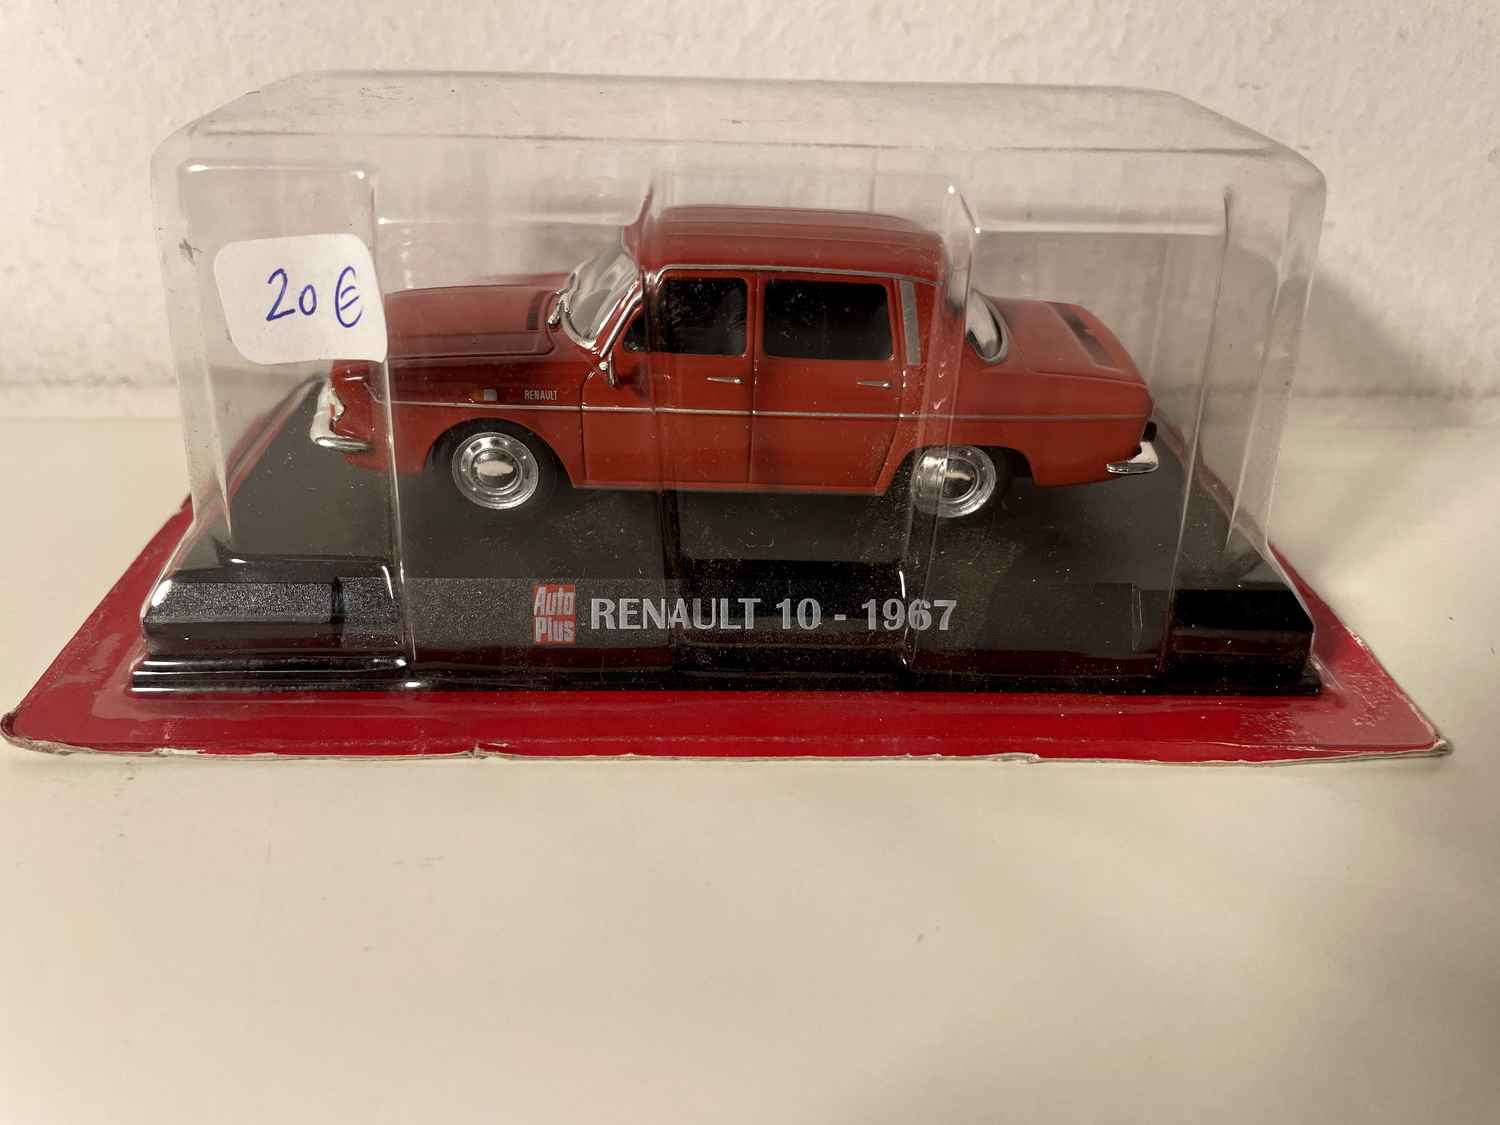 20€
RENAULT
Auto
Plus
RENAULT 10 - 1967